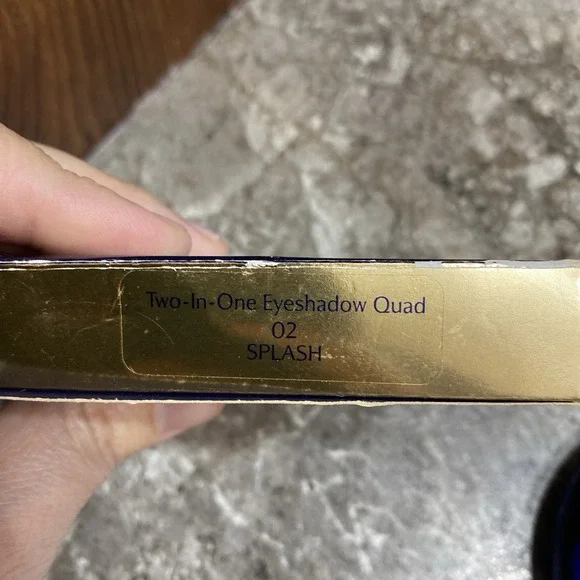 Two-In-One Eyeshadow Quad
02
SPLASH